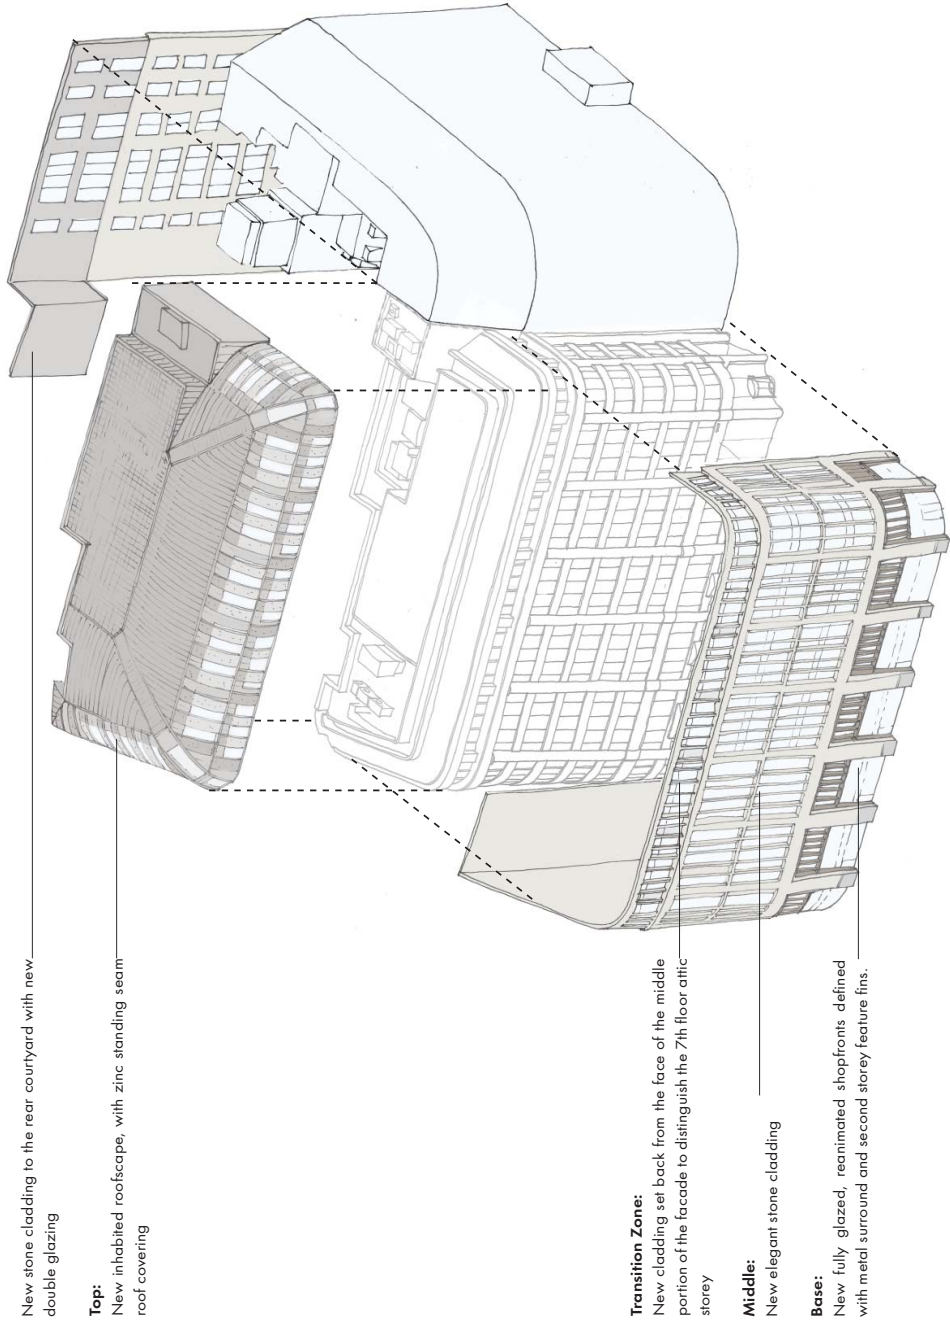 New stone cladding to the rear courtyard with new
double glazing
Top:
New inhabited roofscape, with zinc standing seam
roof covering
Transition Zone:
New cladding set back from the face of the middle
portion of the facade to distinguish the 7th floor attic
storey
Middle:
New elegant stone cladding
Base:
New fully glazed, reanimated shopfronts defined
with metal surround and second storey feature fins.